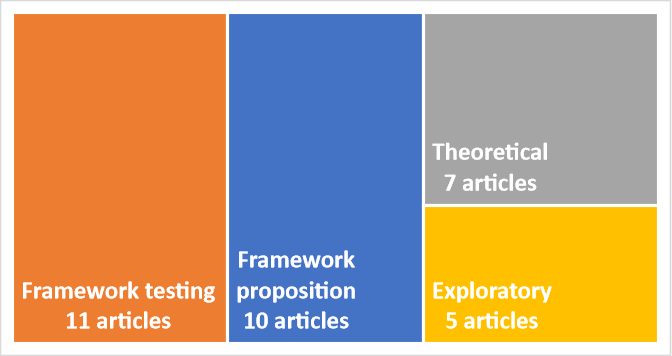 Framework testing
11 articles
Framework
proposition
10 articles
Theoretical
7 articles
Exploratory
5 articles